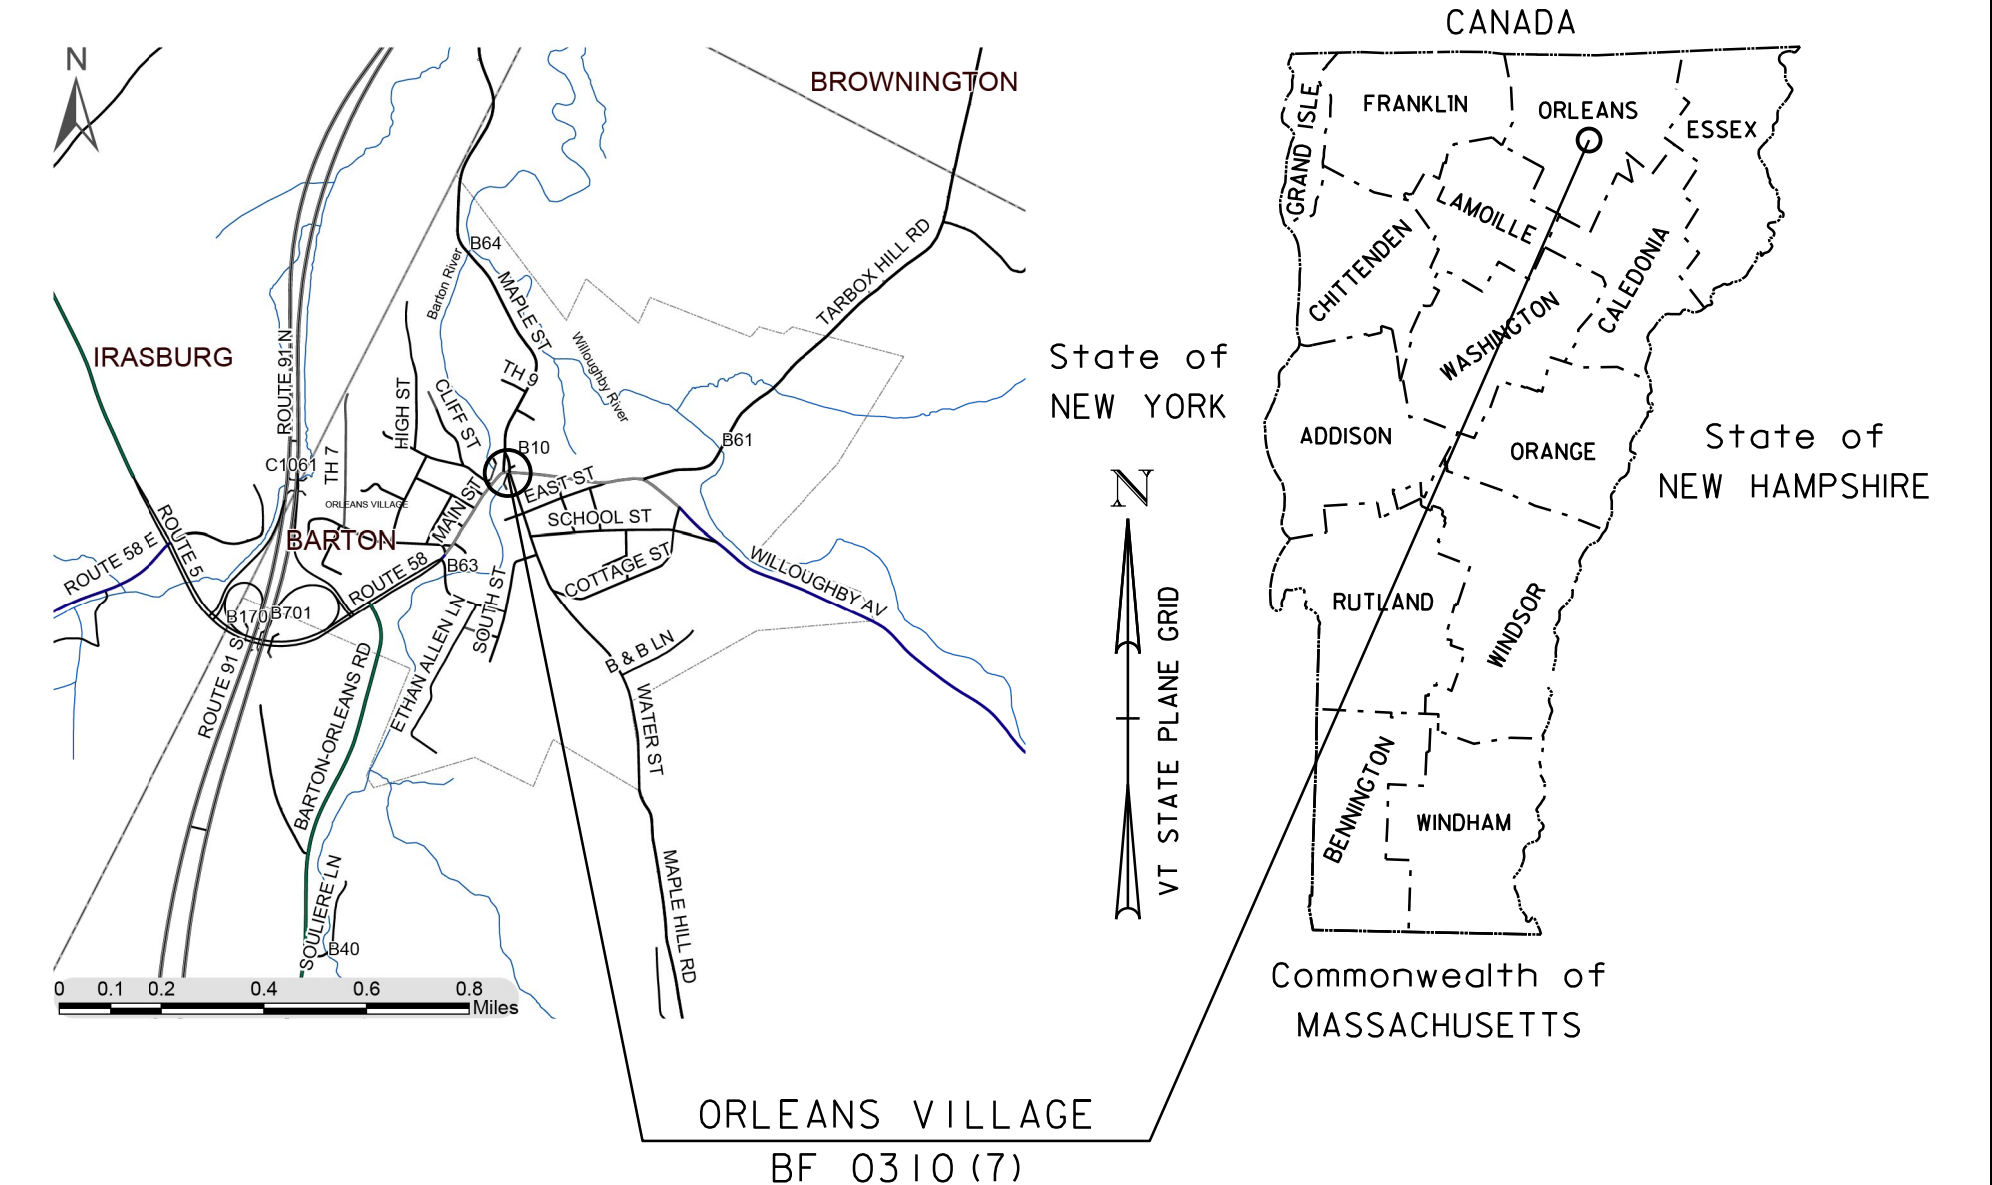 N
BROWNINGTON
IRASBURG
B64
Barton River
MAPLE ST
TARBOX HILL RD
Willoughby River
ROUTE 91 N
TH 9
HIGH ST
CLIFF ST
B10
B61
C1061
TH 7
EAST ST
ORLEANS VILLAGE
MAIN ST
SCHOOL ST
BARTON
ROUTE 5
ROUTE 58 E
ROUTE 58
B63
COTTAGE ST
WILLOUGHBY AV
B170
B701
SOUTH ST
ETHAN ALLEN LN
ROUTE 91 S
B & B LN
BARTON-ORLEANS RD
WATER ST
MAPLE HILL RD
SOULIERE LN
B40
0 0.1 0.2 0.4 0.6 0.8
Miles
CANADA
GRAND ISLE
FRANKLIN
ORLEANS
ESSEX
LAMOILLE
CHITTENDEN
CALEDONIA
WASHINGTON
State of
NEW YORK
ADDISON
ORANGE
State of
NEW HAMPSHIRE
N
VT STATE PLANE GRID
RUTLAND
WINDSOR
BENNINGTON
WINDHAM
Commonwealth of
MASSACHUSETTS
ORLEANS VILLAGE
BF 0310(7)